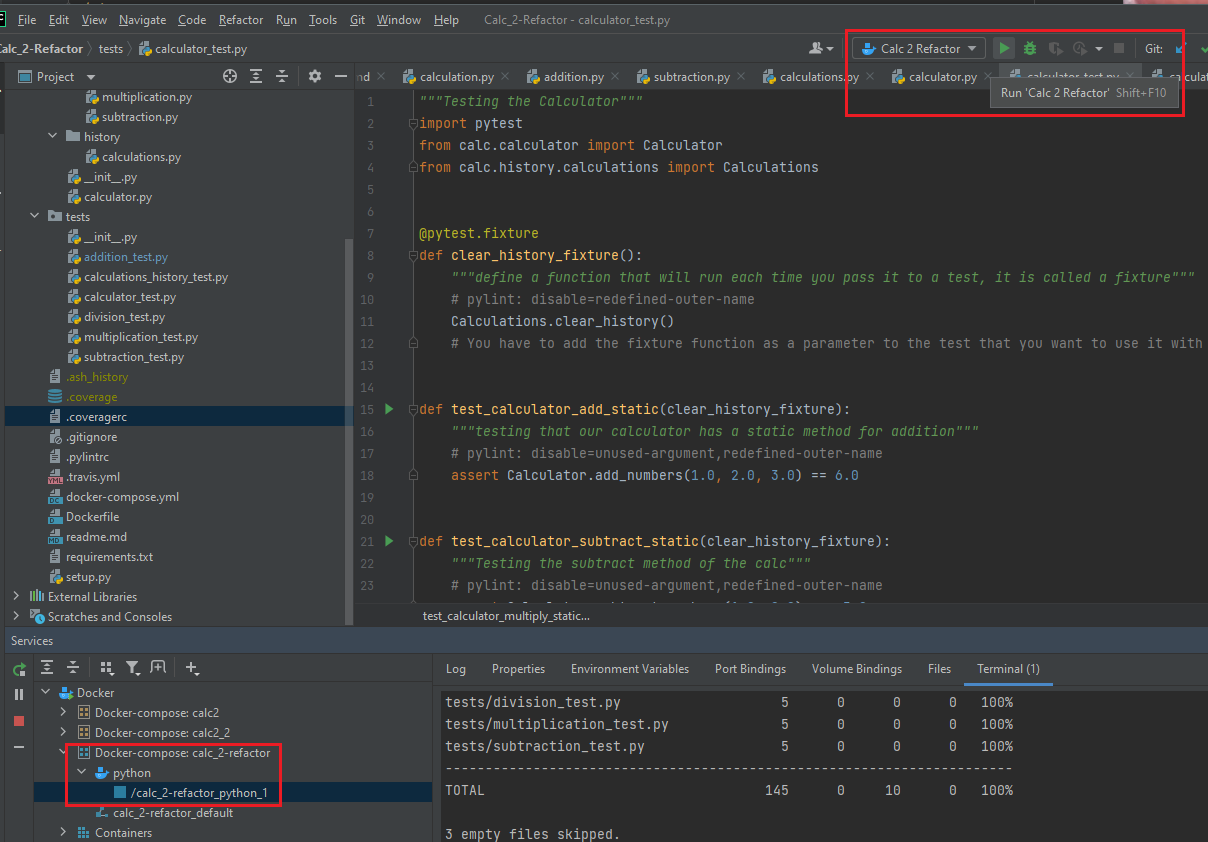 File Edit View Navigate Code Refactor Run Tools Git Window Help Calc_2-Refactor - calculator_test.py
Calc_2-Refactor tests calculator_test.py Calc 2 Refactor Git:
Project nd calculation.py addition.py subtraction.py calculations.py calculator.py calculator_test.py calculat
Run 'Calc 2 Refactor' Shift+F10
multiplication.py
subtraction.py
history
calculations.py
__init__.py
calculator.py
tests
__init__.py
addition_test.py
calculations_history_test.py
calculator_test.py
division_test.py
multiplication_test.py
subtraction_test.py
.ash_history
.coverage
.coveragerc
.gitignore
.pylintrc
.travis.yml
docker-compose.yml
Dockerfile
readme.md
requirements.txt
setup.py
External Libraries
Scratches and Consoles
1 """Testing the Calculator"""
2 import pytest
3 from calc.calculator import Calculator
4 from calc.history.calculations import Calculations
5
6
7 @pytest.fixture
8 def clear_history_fixture():
9 """define a function that will run each time you pass it to a test, it is called a fixture"""
10 # pylint: disable=redefined-outer-name
11 Calculations.clear_history()
12 # You have to add the fixture function as a parameter to the test that you want to use it with
13
14
15 def test_calculator_add_static(clear_history_fixture):
16 """testing that our calculator has a static method for addition"""
17 # pylint: disable=unused-argument,redefined-outer-name
18 assert Calculator.add_numbers(1.0, 2.0, 3.0) == 6.0
19
20
21 def test_calculator_subtract_static(clear_history_fixture):
22 """Testing the subtract method of the calc"""
23 # pylint: disable=unused-argument,redefined-outer-name
test_calculator_multiply_static...
Services
Docker
Docker-compose: calc2
Docker-compose: calc2_2
Docker-compose: calc_2-refactor
python
/calc_2-refactor_python_1
calc_2-refactor_default
Containers
Log Properties Environment Variables Port Bindings Volume Bindings Files Terminal (1)
tests/division_test.py 5 0 0 0 100%
tests/multiplication_test.py 5 0 0 0 100%
tests/subtraction_test.py 5 0 0 0 100%
-----------------------------------------------------------------------
TOTAL 145 0 10 0 100%
3 empty files skipped.